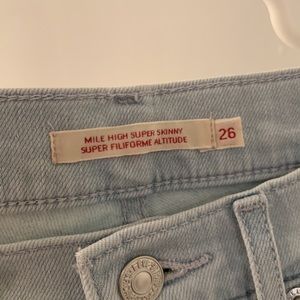 MILE HIGH SUPER SKINNY
SUPER FILIFORME ALTITUDE
26